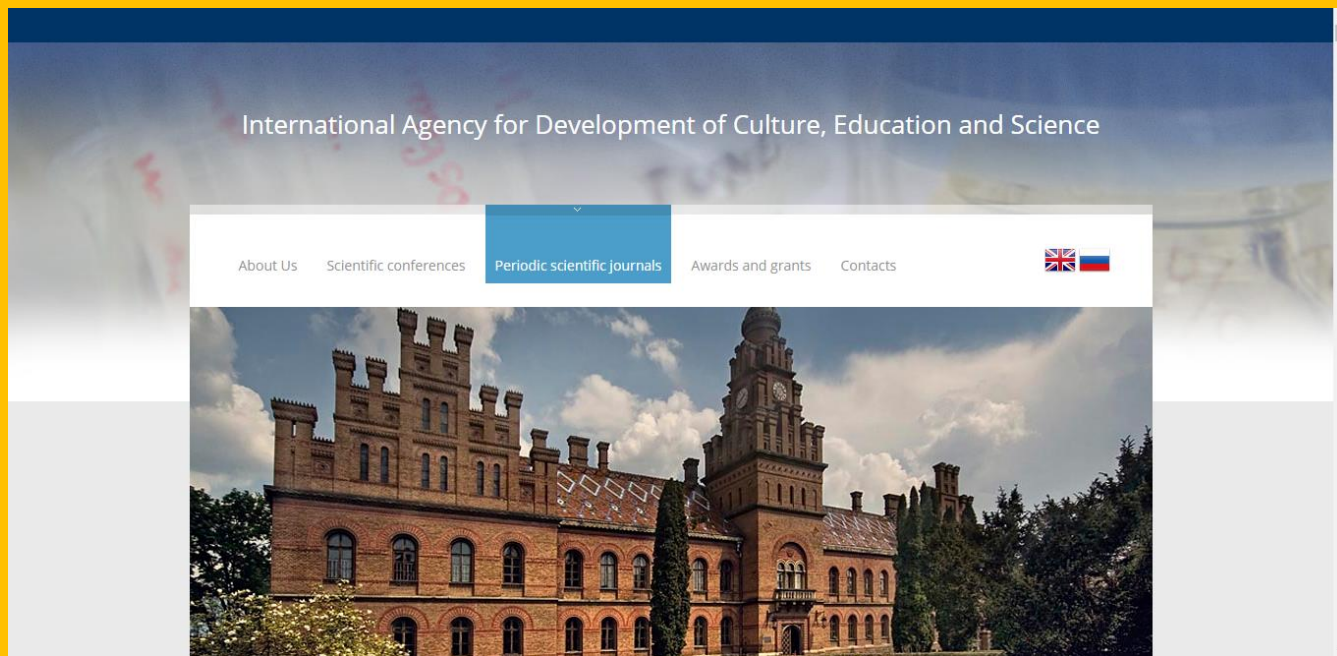 International Agency for Development of Culture, Education and Science
About Us Scientific conferences Periodic scientific journals Awards and grants Contacts